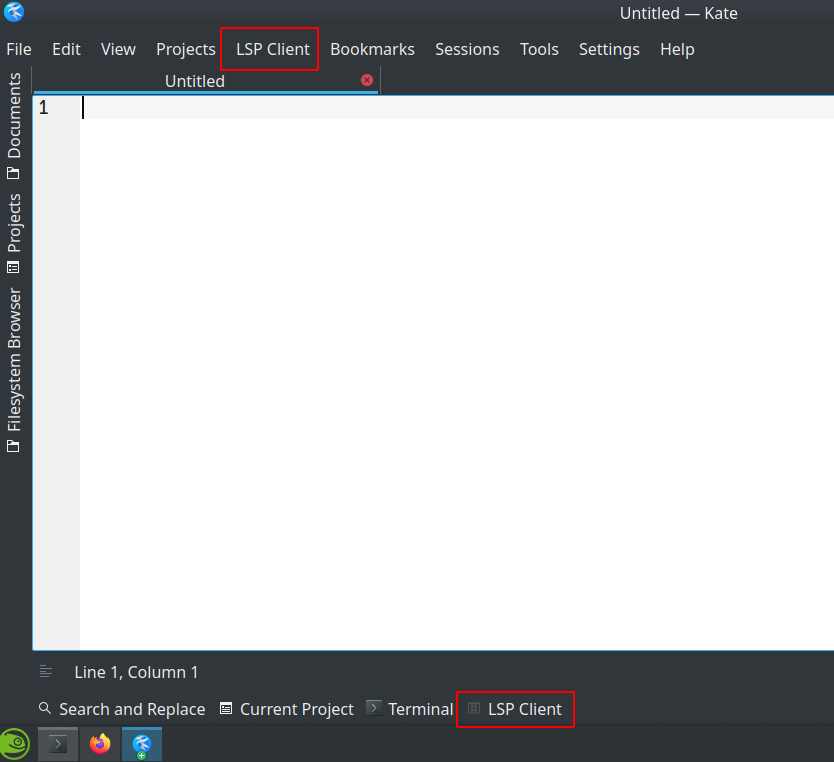 Untitled — Kate
File Edit View Projects LSP Client Bookmarks Sessions Tools Settings Help
Untitled
Documents
Projects
Filesystem Browser
1
Line 1, Column 1
Search and Replace Current Project Terminal LSP Client